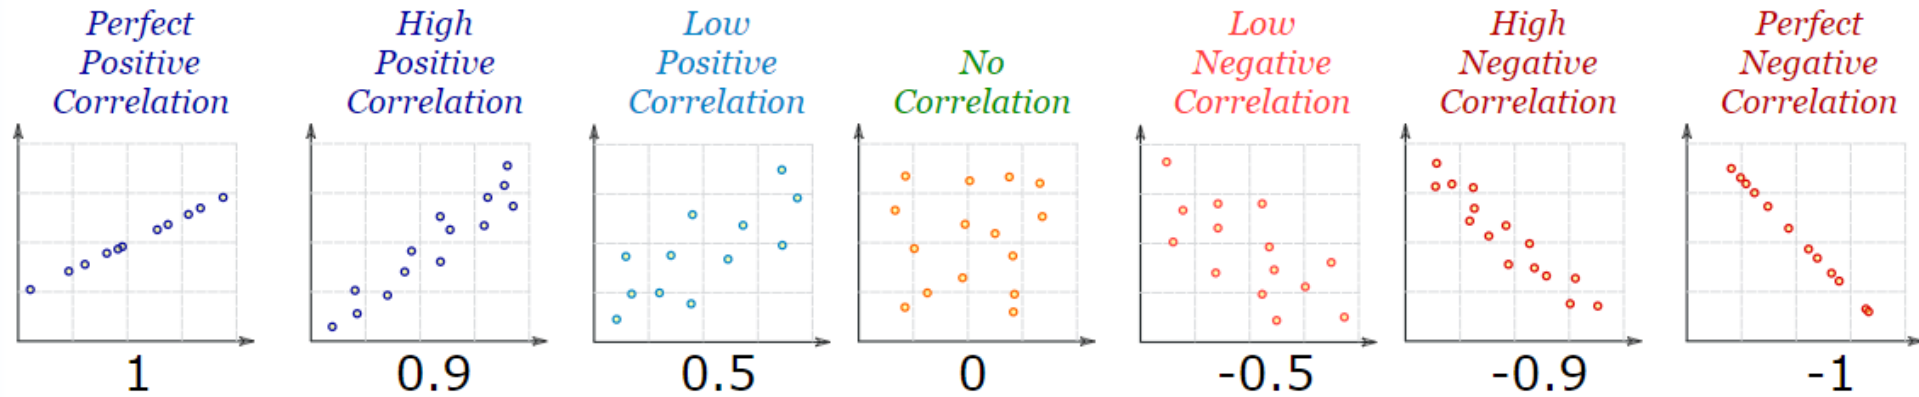 Perfect
Positive
Correlation
1
High
Positive
Correlation
0.9
Low
Positive
Correlation
0.5
No
Correlation
0
Low
Negative
Correlation
-0.5
High
Negative
Correlation
-0.9
Perfect
Negative
Correlation
-1